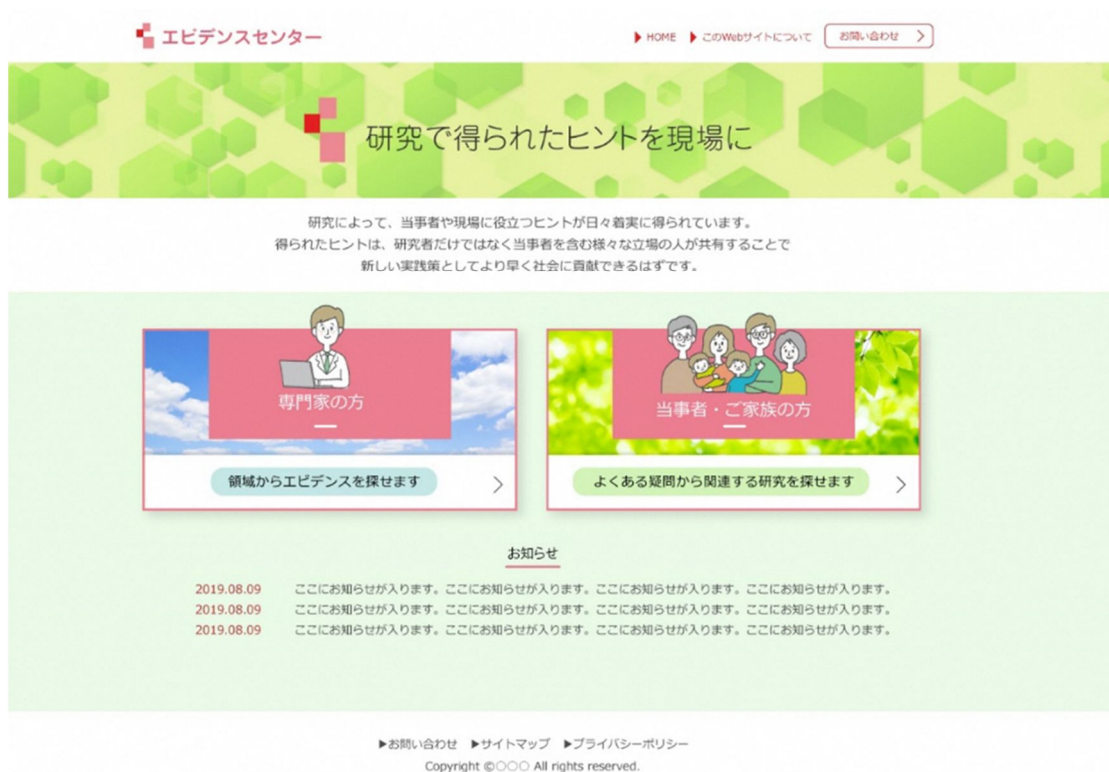 エビデンスセンター
▶ HOME ▶ このWebサイトについて お問い合わせ
研究で得られたヒントを現場に
研究によって、当事者や現場に役立つヒントが日々着実に得られています。
得られたヒントは、研究者だけではなく当事者を含む様々な立場の人が共有することで
新しい実践策としてより早く社会に貢献できるはずです。
専門家の方
領域からエビデンスを探せます
当事者・ご家族の方
よくある疑問から関連する研究を探せます
お知らせ
2019.08.09 ここにお知らせが入ります。ここにお知らせが入ります。ここにお知らせが入ります。ここにお知らせが入ります。
2019.08.09 ここにお知らせが入ります。ここにお知らせが入ります。ここにお知らせが入ります。ここにお知らせが入ります。
2019.08.09 ここにお知らせが入ります。ここにお知らせが入ります。ここにお知らせが入ります。ここにお知らせが入ります。
▶お問い合わせ ▶サイトマップ ▶プライバシーポリシー
Copyright ©○○○ All rights reserved.